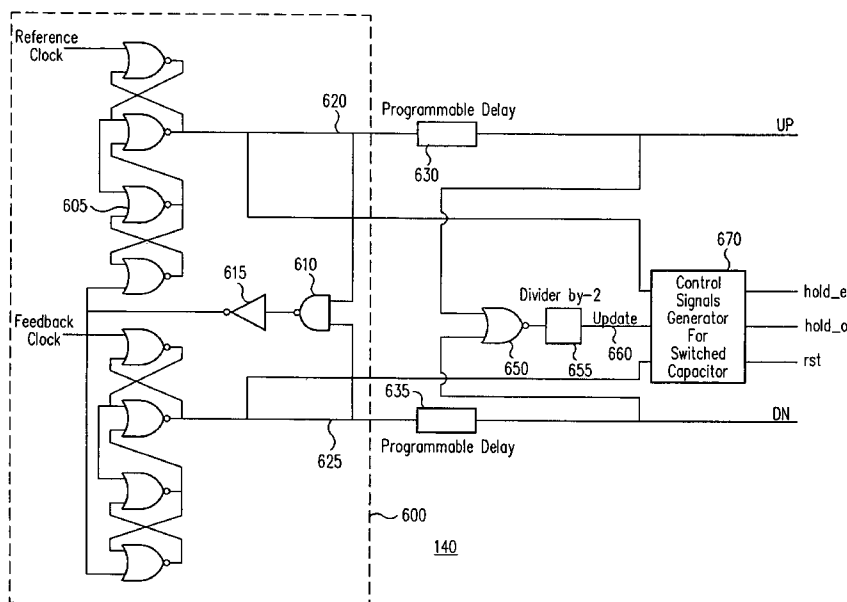 Reference
Clock
620
Programmable Delay
UP
630
605
670
615
610
Divider by-2
Control
Signals
Generator
For
Switched
Capacitor
hold_e
hold_o
rst
Update
650
655
660
Feedback
Clock
635
DN
625
Programmable Delay
600
140